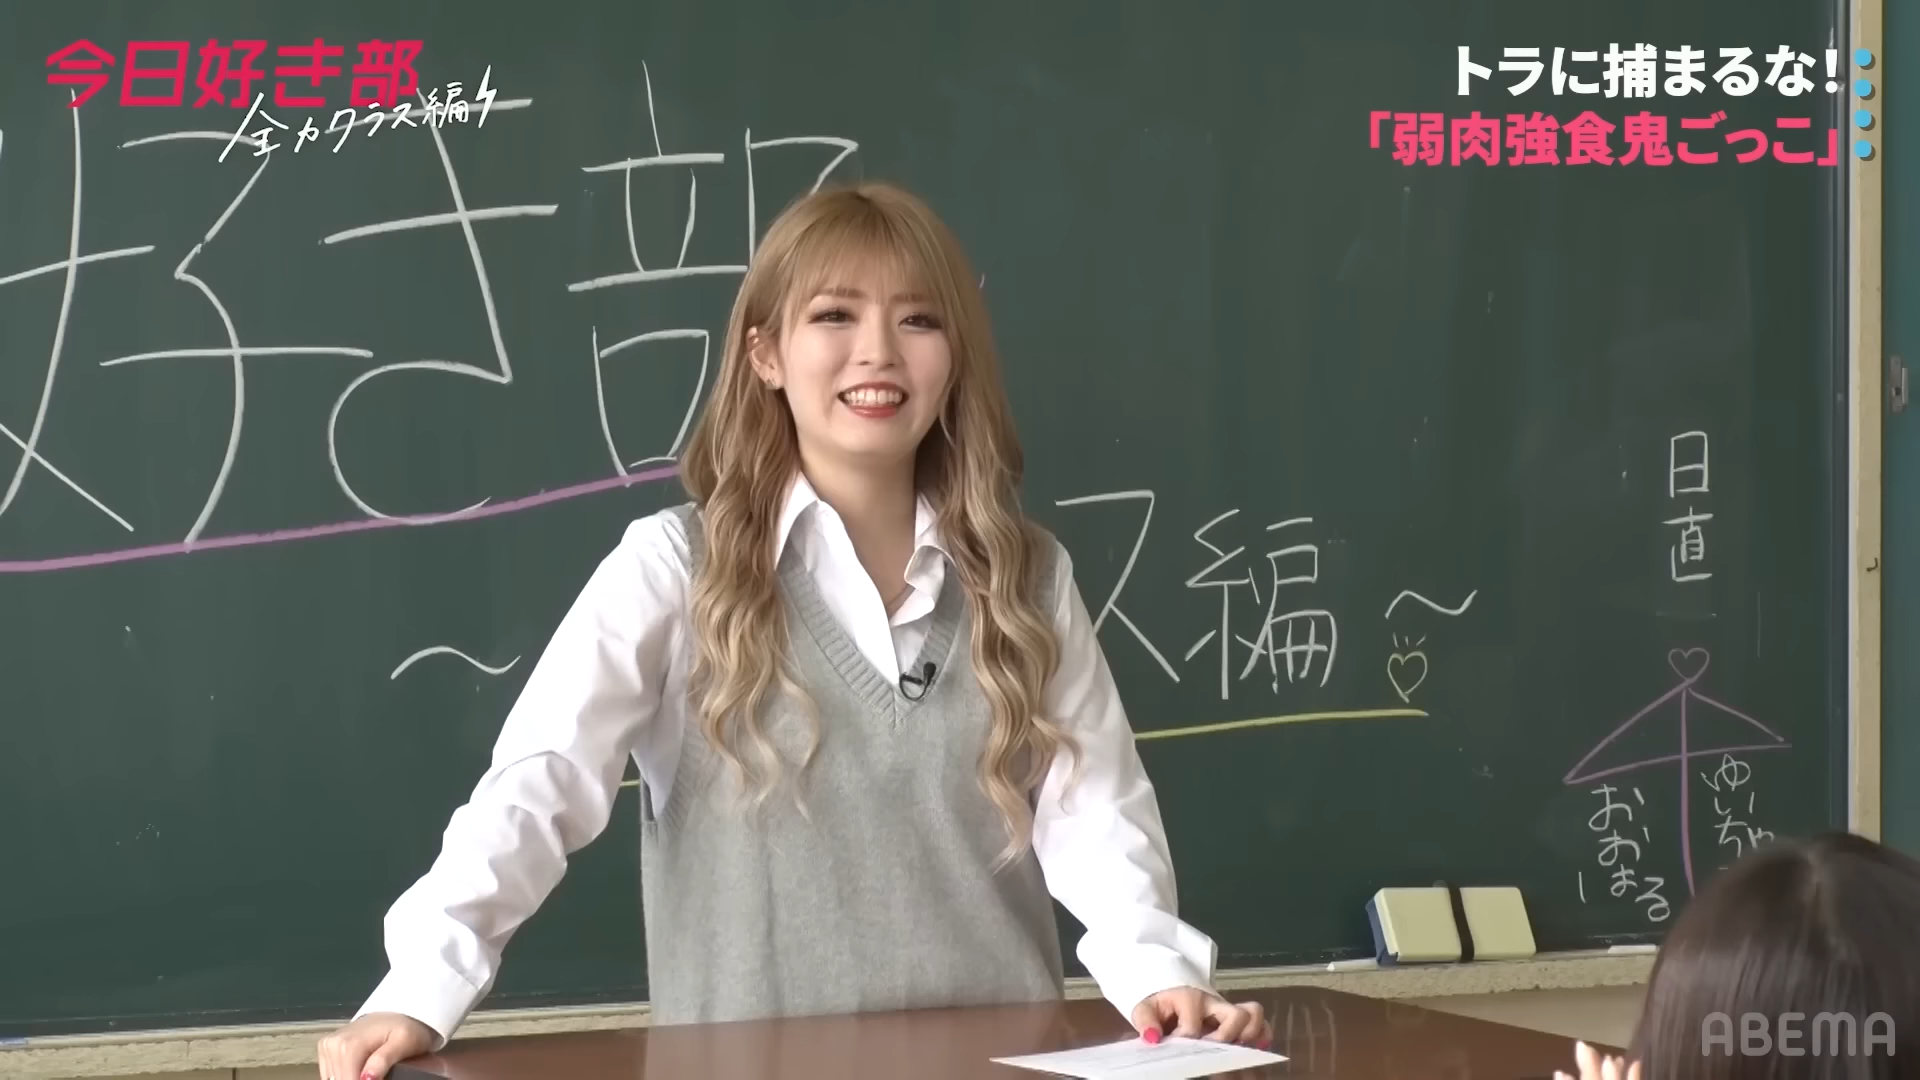 今日好き部
全力クラス編
トラに捕まるな!
「弱肉強食鬼ごっこ」
好き部
～ ス編～
日直
おおはる
ゆいちゃ
ABEMA